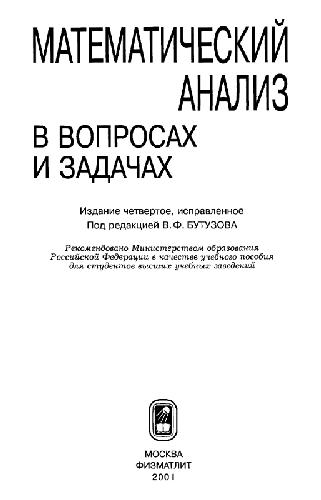 МАТЕМАТИЧЕСКИЙ
АНАЛИЗ
В ВОПРОСАХ
И ЗАДАЧАХ
Издание четвертое, исправленное
Под редакцией В.Ф. БУТУЗОВА
Рекомендовано Министерством образования
Российской Федерации в качестве учебного пособия
для студентов высших учебных заведений
МОСКВА
ФИЗМАТЛИТ
2001